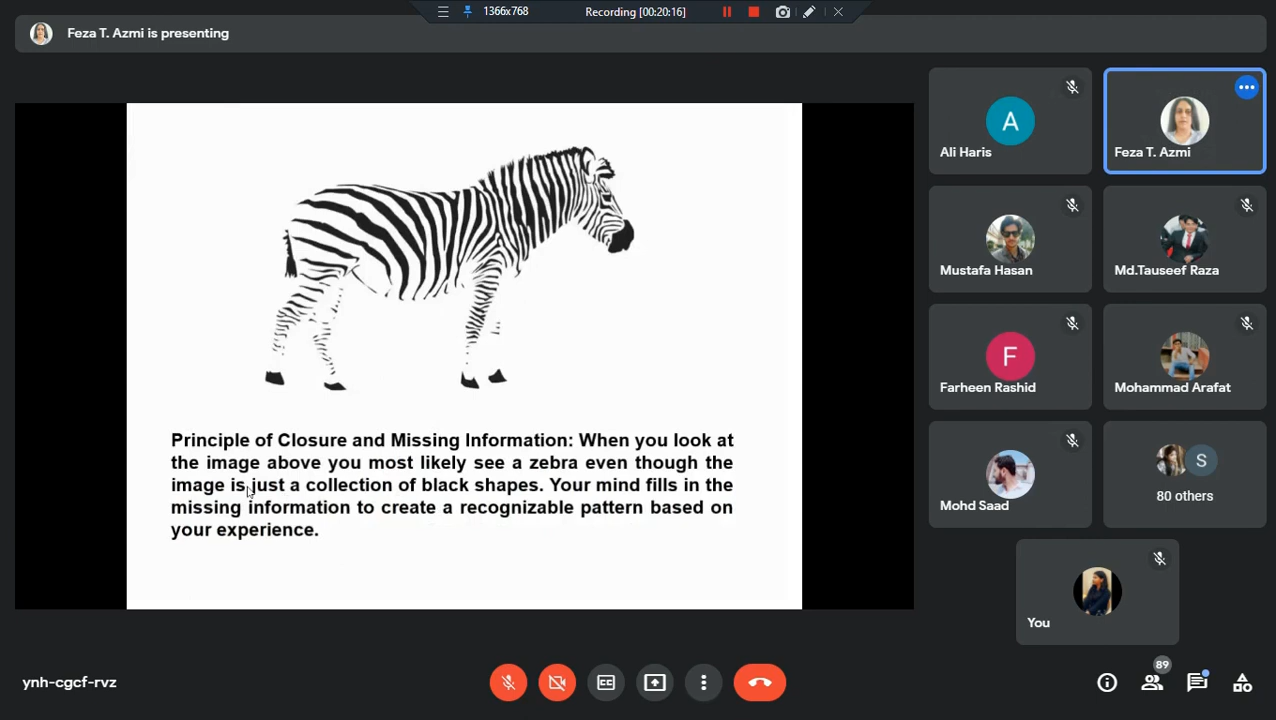 1366x768
Recording [00:20:16]
Feza T. Azmi is presenting
A
Ali Haris
Feza T. Azmi
Mustafa Hasan
Md.Tauseef Raza
F
Farheen Rashid
Mohammad Arafat
Principle of Closure and Missing Information: When you look at
the image above you most likely see a zebra even though the
image is just a collection of black shapes. Your mind fills in the
missing information to create a recognizable pattern based on
your experience.
Mohd Saad
S
80 others
You
ynh-cgcf-rvz
CC
89